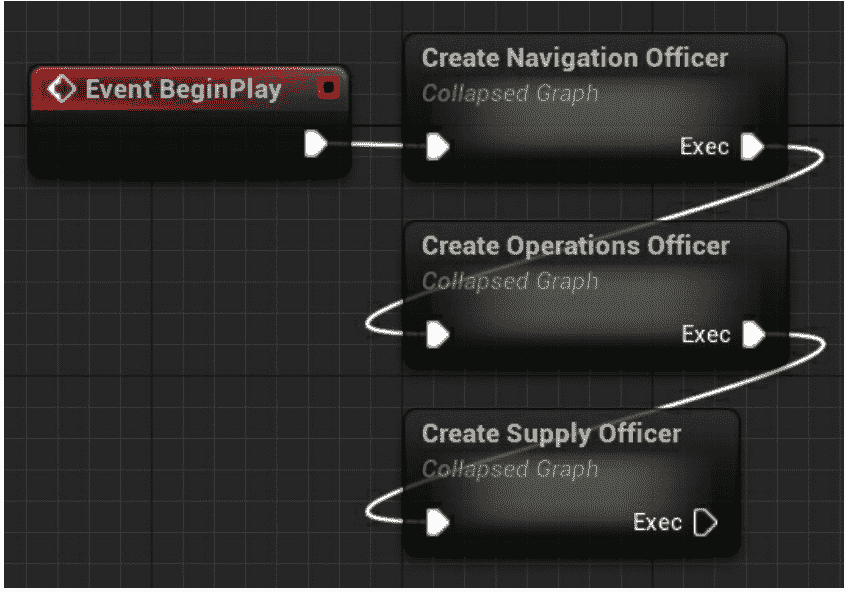 Event BeginPlay
Create Navigation Officer
Collapsed Graph
Exec
Create Operations Officer
Collapsed Graph
Exec
Create Supply Officer
Collapsed Graph
Exec